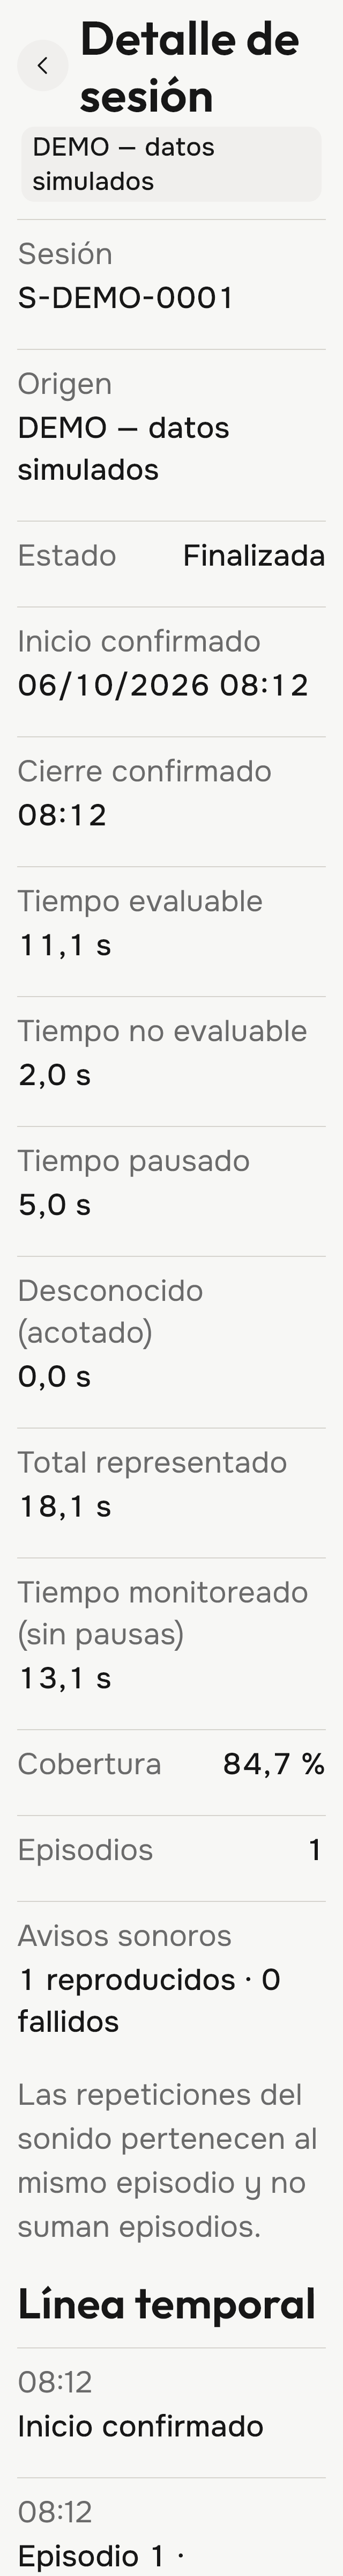 Detalle de
sesión
DEMO — datos
simulados
Sesión
S-DEMO-0001
Origen
DEMO — datos
simulados
Estado Finalizada
Inicio confirmado
06/10/2026 08:12
Cierre confirmado
08:12
Tiempo evaluable
11,1 s
Tiempo no evaluable
2,0 s
Tiempo pausado
5,0 s
Desconocido
(acotado)
0,0 s
Total representado
18,1 s
Tiempo monitoreado
(sin pausas)
13,1 s
Cobertura 84,7 %
Episodios 1
Avisos sonoros
1 reproducidos · 0
fallidos
Las repeticiones del
sonido pertenecen al
mismo episodio y no
suman episodios.
Línea temporal
08:12
Inicio confirmado
08:12
Episodio 1 ·